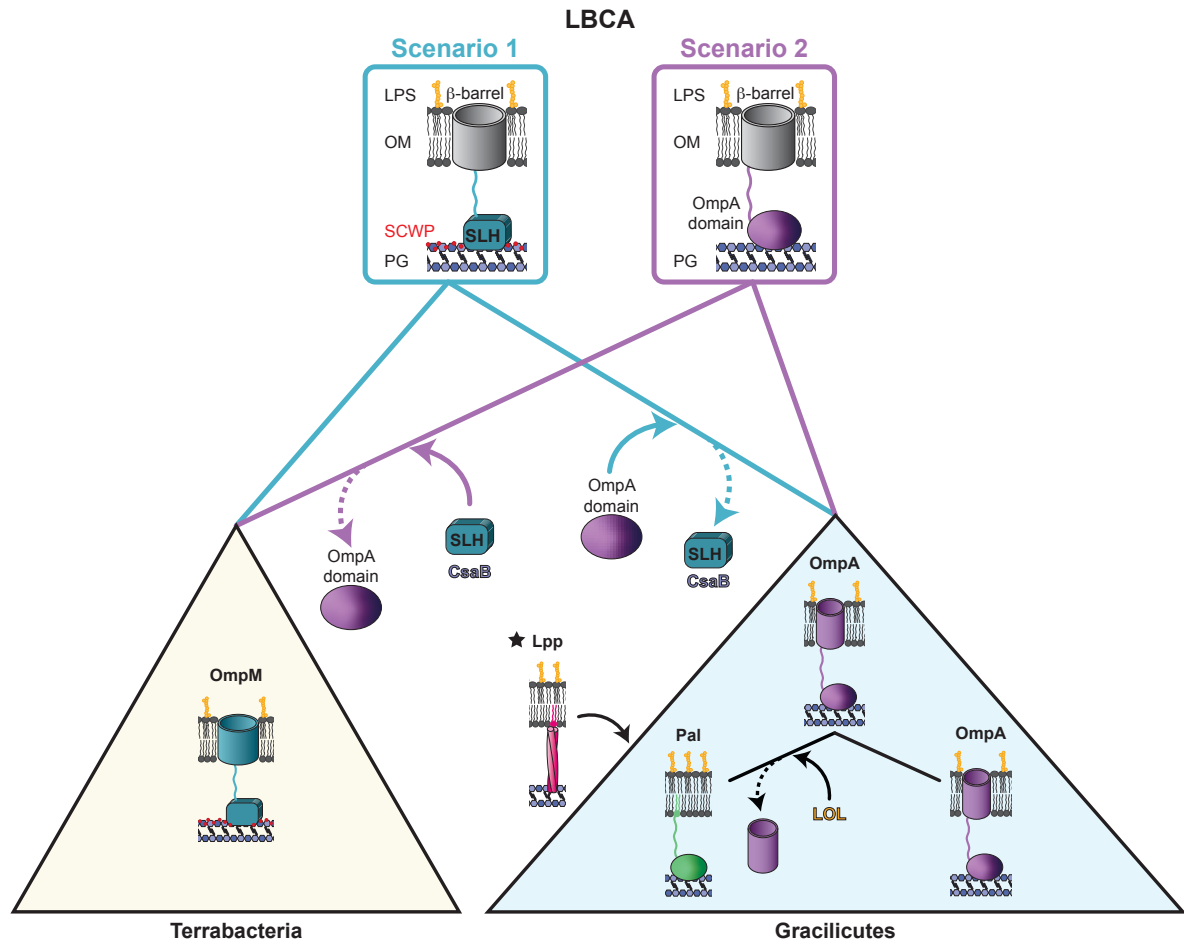 LBCA
Scenario 1
Scenario 2
LPS
β-barrel
OM
SCWP
SLH
PG
LPS
β-barrel
OM
OmpA
domain
PG
OmpA
domain
SLH
CsaB
OmpA
domain
SLH
CsaB
OmpM
★ Lpp
OmpA
Pal
LOL
OmpA
Terrabacteria
Gracilicutes